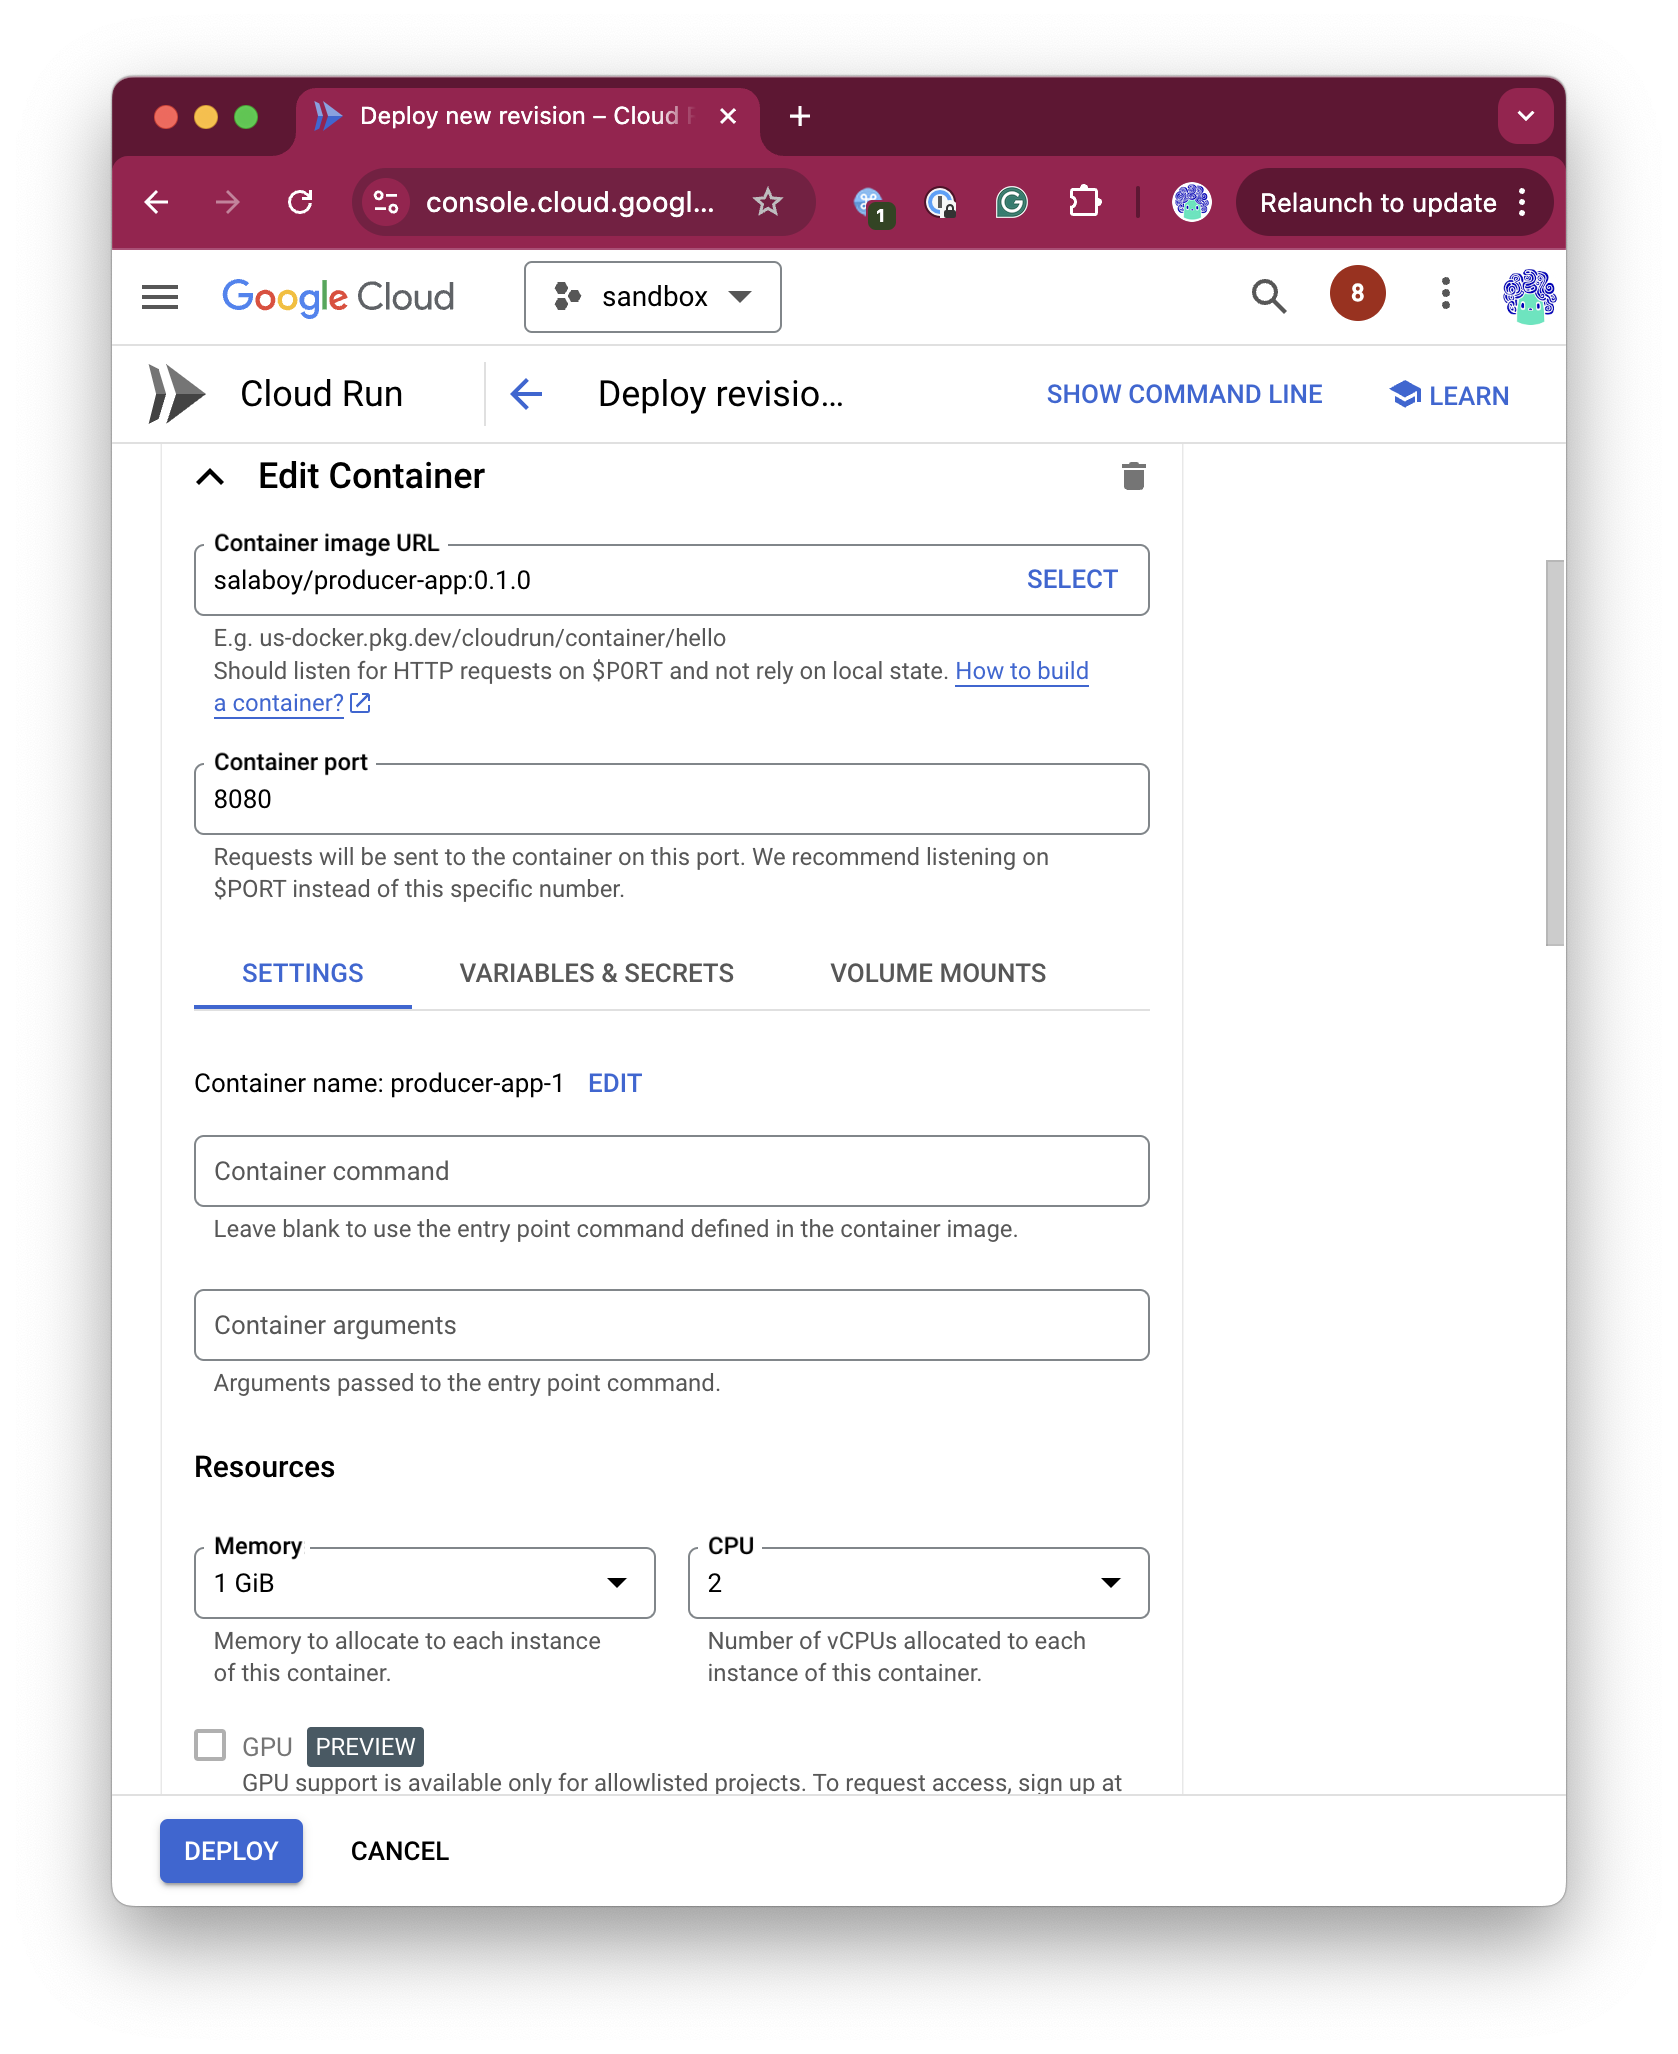 Deploy new revision – Cloud
console.cloud.googl...
1
Relaunch to update
Google Cloud
sandbox
8
Cloud Run
Deploy revisio...
SHOW COMMAND LINE
LEARN
Edit Container
Container image URL
salaboy/producer-app:0.1.0
SELECT
E.g. us-docker.pkg.dev/cloudrun/container/hello
Should listen for HTTP requests on $PORT and not rely on local state. How to build
a container?
Container port
8080
Requests will be sent to the container on this port. We recommend listening on
$PORT instead of this specific number.
SETTINGS
VARIABLES & SECRETS
VOLUME MOUNTS
Container name: producer-app-1 EDIT
Container command
Leave blank to use the entry point command defined in the container image.
Container arguments
Arguments passed to the entry point command.
Resources
Memory
1 GiB
Memory to allocate to each instance
of this container.
CPU
2
Number of vCPUs allocated to each
instance of this container.
GPU PREVIEW
GPU support is available only for allowlisted projects. To request access, sign up at
DEPLOY
CANCEL